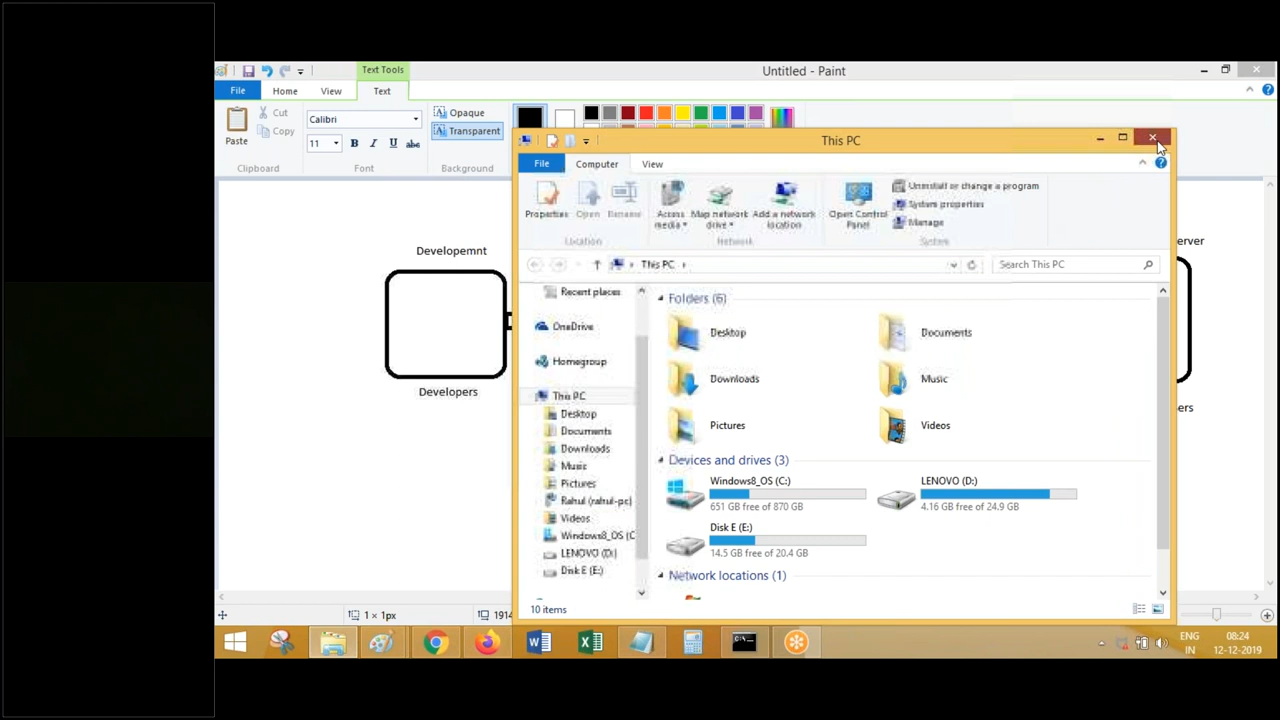 Text Tools
Untitled - Paint
File
Home
View
Text
Paste
Cut
Copy
Calibri
11
B I U abc
Opaque
Transparent
Clipboard
Font
Background
This PC
File
Computer
View
Properties
Open
Rename
Access media
Map network drive
Add a network location
Open Control Panel
Uninstall or change a program
System properties
Manage
Location
Network
System
This PC
Search This PC
Recent places
OneDrive
Homegroup
This PC
Desktop
Documents
Downloads
Music
Pictures
Rahul (rahul-pc)
Videos
Windows8_OS (C
LENOVO (D:)
Disk E (E:)
Folders (6)
Desktop
Documents
Downloads
Music
Pictures
Videos
Devices and drives (3)
Windows8_OS (C:)
651 GB free of 870 GB
LENOVO (D:)
4.16 GB free of 24.9 GB
Disk E (E:)
14.5 GB free of 20.4 GB
Network locations (1)
10 items
Developemnt
Developers
erver
ers
1 × 1px
1914
ENG
IN
08:24
12-12-2019